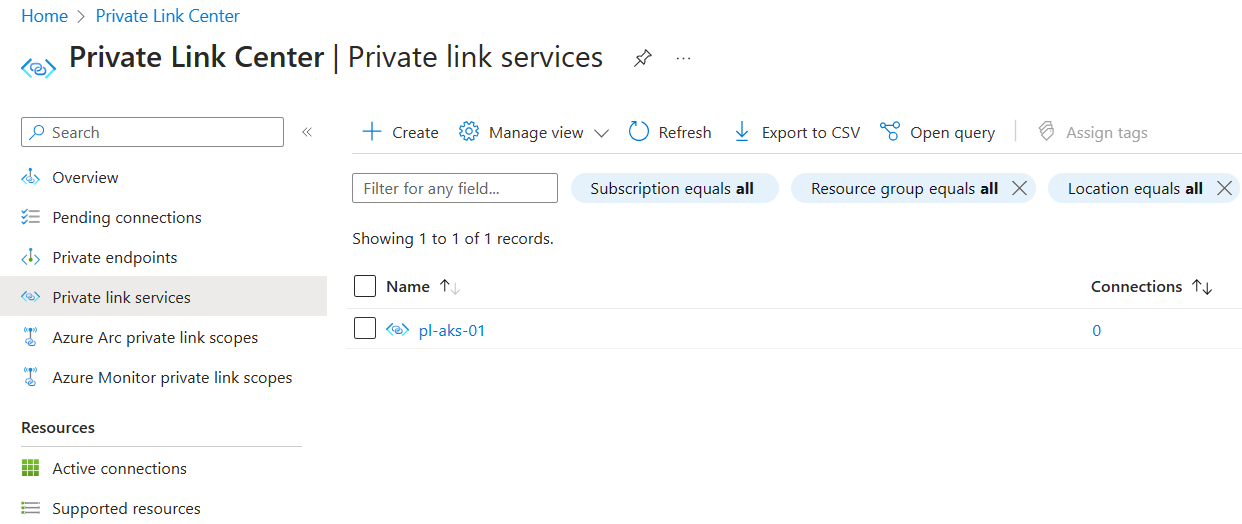 Home > Private Link Center
Private Link Center | Private link services ...
Search «
Overview
Pending connections
Private endpoints
Private link services
Azure Arc private link scopes
Azure Monitor private link scopes
Resources
Active connections
Supported resources
Create Manage view Refresh Export to CSV Open query Assign tags
Filter for any field... Subscription equals all Resource group equals all Location equals all
Showing 1 to 1 of 1 records.
Name ↑↓ Connections ↑↓
pl-aks-01 0